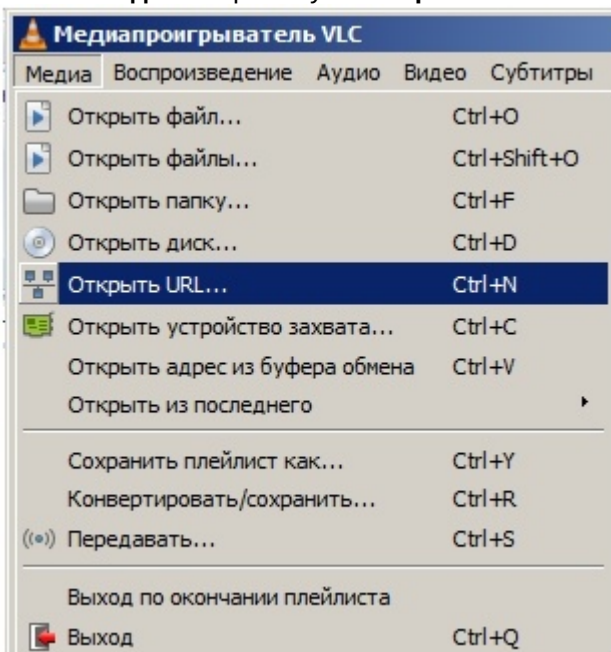 Медиапроигрыватель VLC
Медиа Воспроизведение Аудио Видео Субтитры
Открыть файл... Ctrl+O
Открыть файлы... Ctrl+Shift+O
Открыть папку... Ctrl+F
Открыть диск... Ctrl+D
Открыть URL... Ctrl+N
Открыть устройство захвата... Ctrl+C
Открыть адрес из буфера обмена Ctrl+V
Открыть из последнего
Сохранить плейлист как... Ctrl+Y
Конвертировать/сохранить... Ctrl+R
Передавать... Ctrl+S
Выход по окончании плейлиста
Выход Ctrl+Q